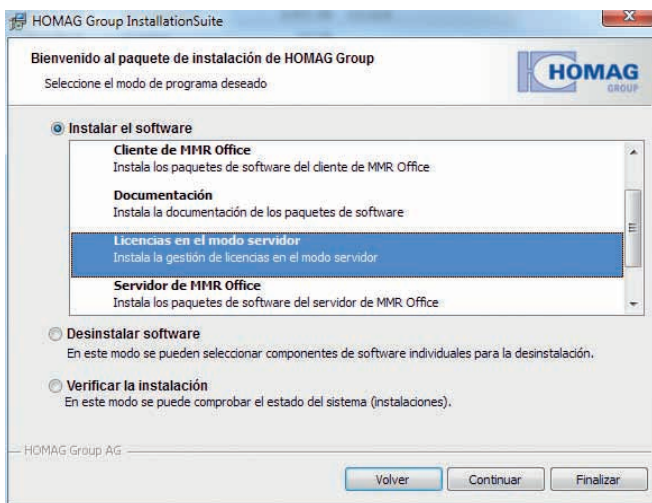 HOMAG Group InstallationSuite
Bienvenido al paquete de instalación de HOMAG Group
Seleccione el modo de programa deseado
HOMAG
GROUP
Instalar el software
Cliente de MMR Office
Instala los paquetes de software del cliente de MMR Office
Documentación
Instala la documentación de los paquetes de software
Licencias en el modo servidor
Instala la gestión de licencias en el modo servidor
Servidor de MMR Office
Instala los paquetes de software del servidor de MMR Office
Desinstalar software
En este modo se pueden seleccionar componentes de software individuales para la desinstalación.
Verificar la instalación
En este modo se puede comprobar el estado del sistema (instalaciones).
HOMAG Group AG
Volver Continuar Finalizar